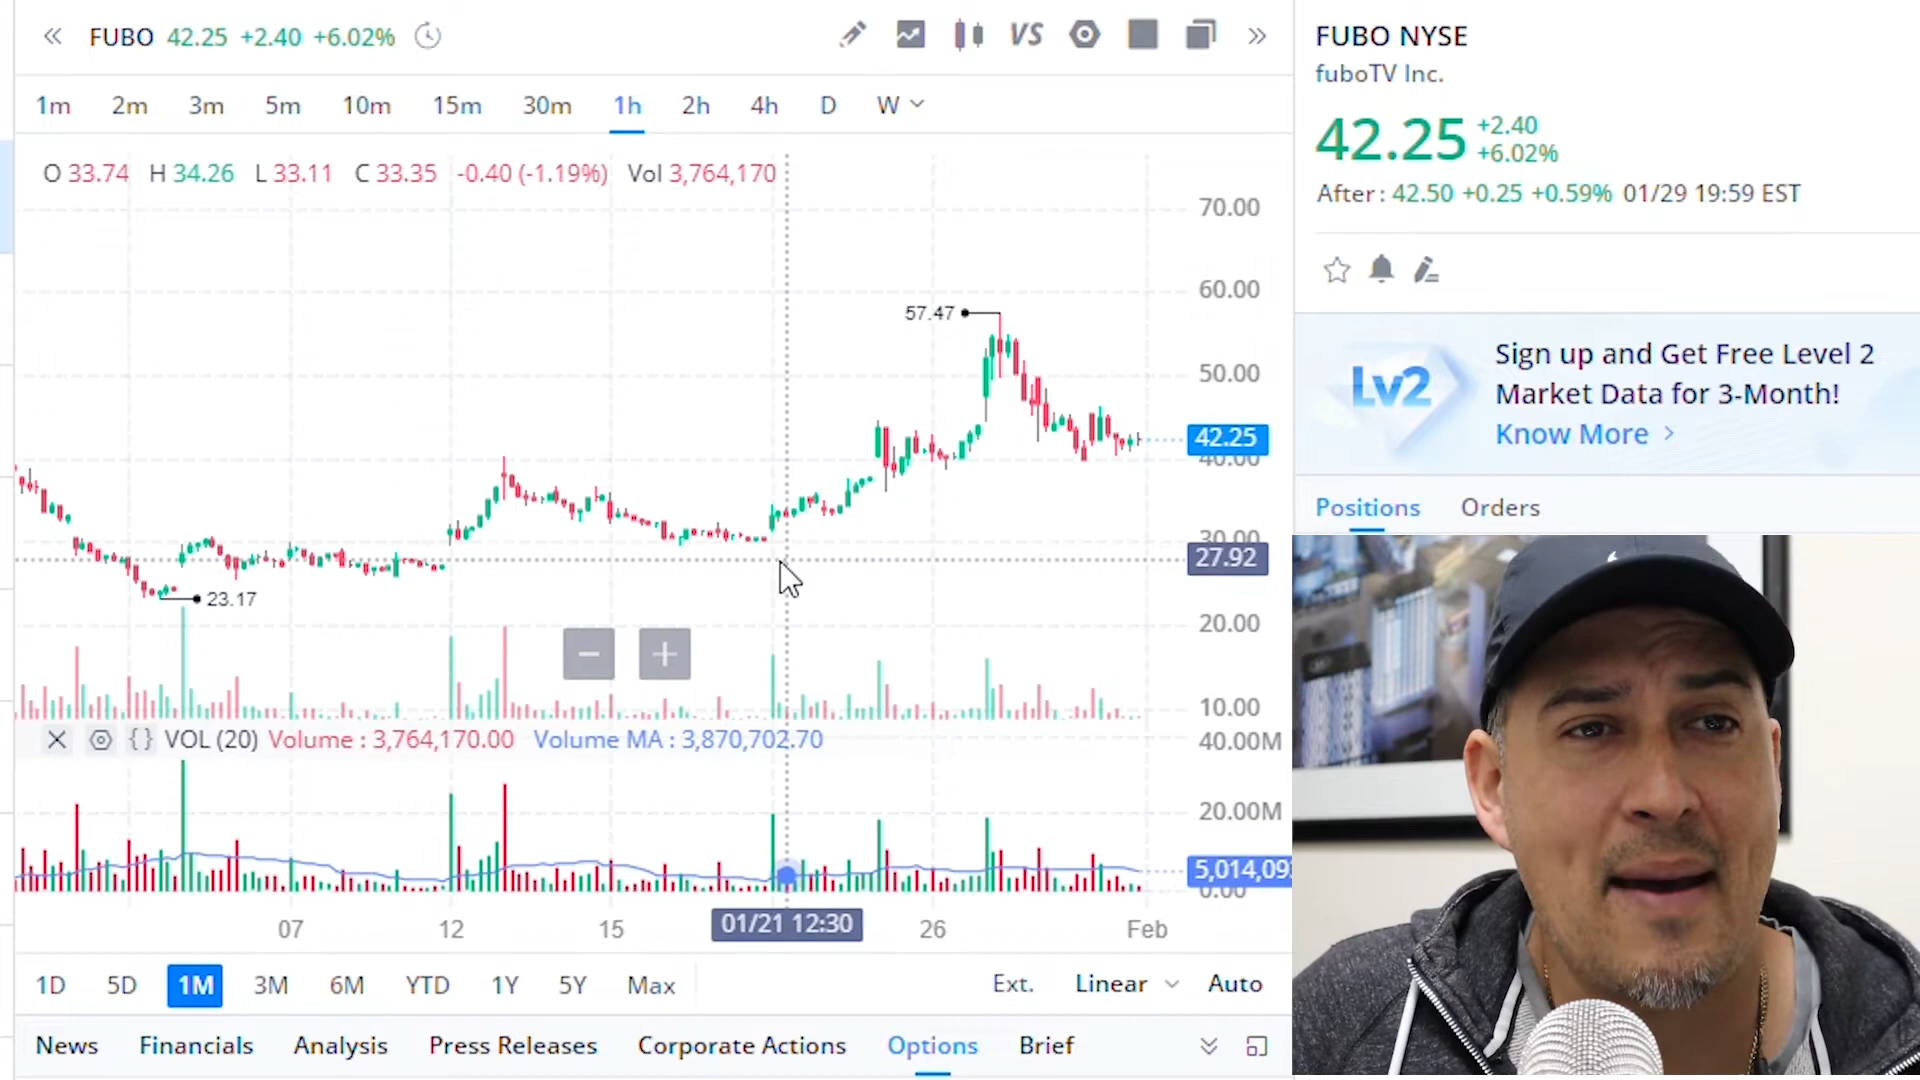 FUBO 42.25 +2.40 +6.02%
VS
1m 2m 3m 5m 10m 15m 30m 1h 2h 4h D W
O 33.74 H 34.26 L 33.11 C 33.35 -0.40 (-1.19%) Vol 3,764,170
70.00
60.00
57.47
50.00
42.25
40.00
30.00
27.92
23.17
20.00
10.00
VOL (20) Volume : 3,764,170.00 Volume MA : 3,870,702.70
40.00M
20.00M
5,014,09
0.00
07 12 15 01/21 12:30 26 Feb
1D 5D 1M 3M 6M YTD 1Y 5Y Max Ext. Linear Auto
News Financials Analysis Press Releases Corporate Actions Options Brief
FUBO NYSE
fuboTV Inc.
42.25 +2.40
+6.02%
After: 42.50 +0.25 +0.59% 01/29 19:59 EST
Lv2
Sign up and Get Free Level 2
Market Data for 3-Month!
Know More >
Positions Orders